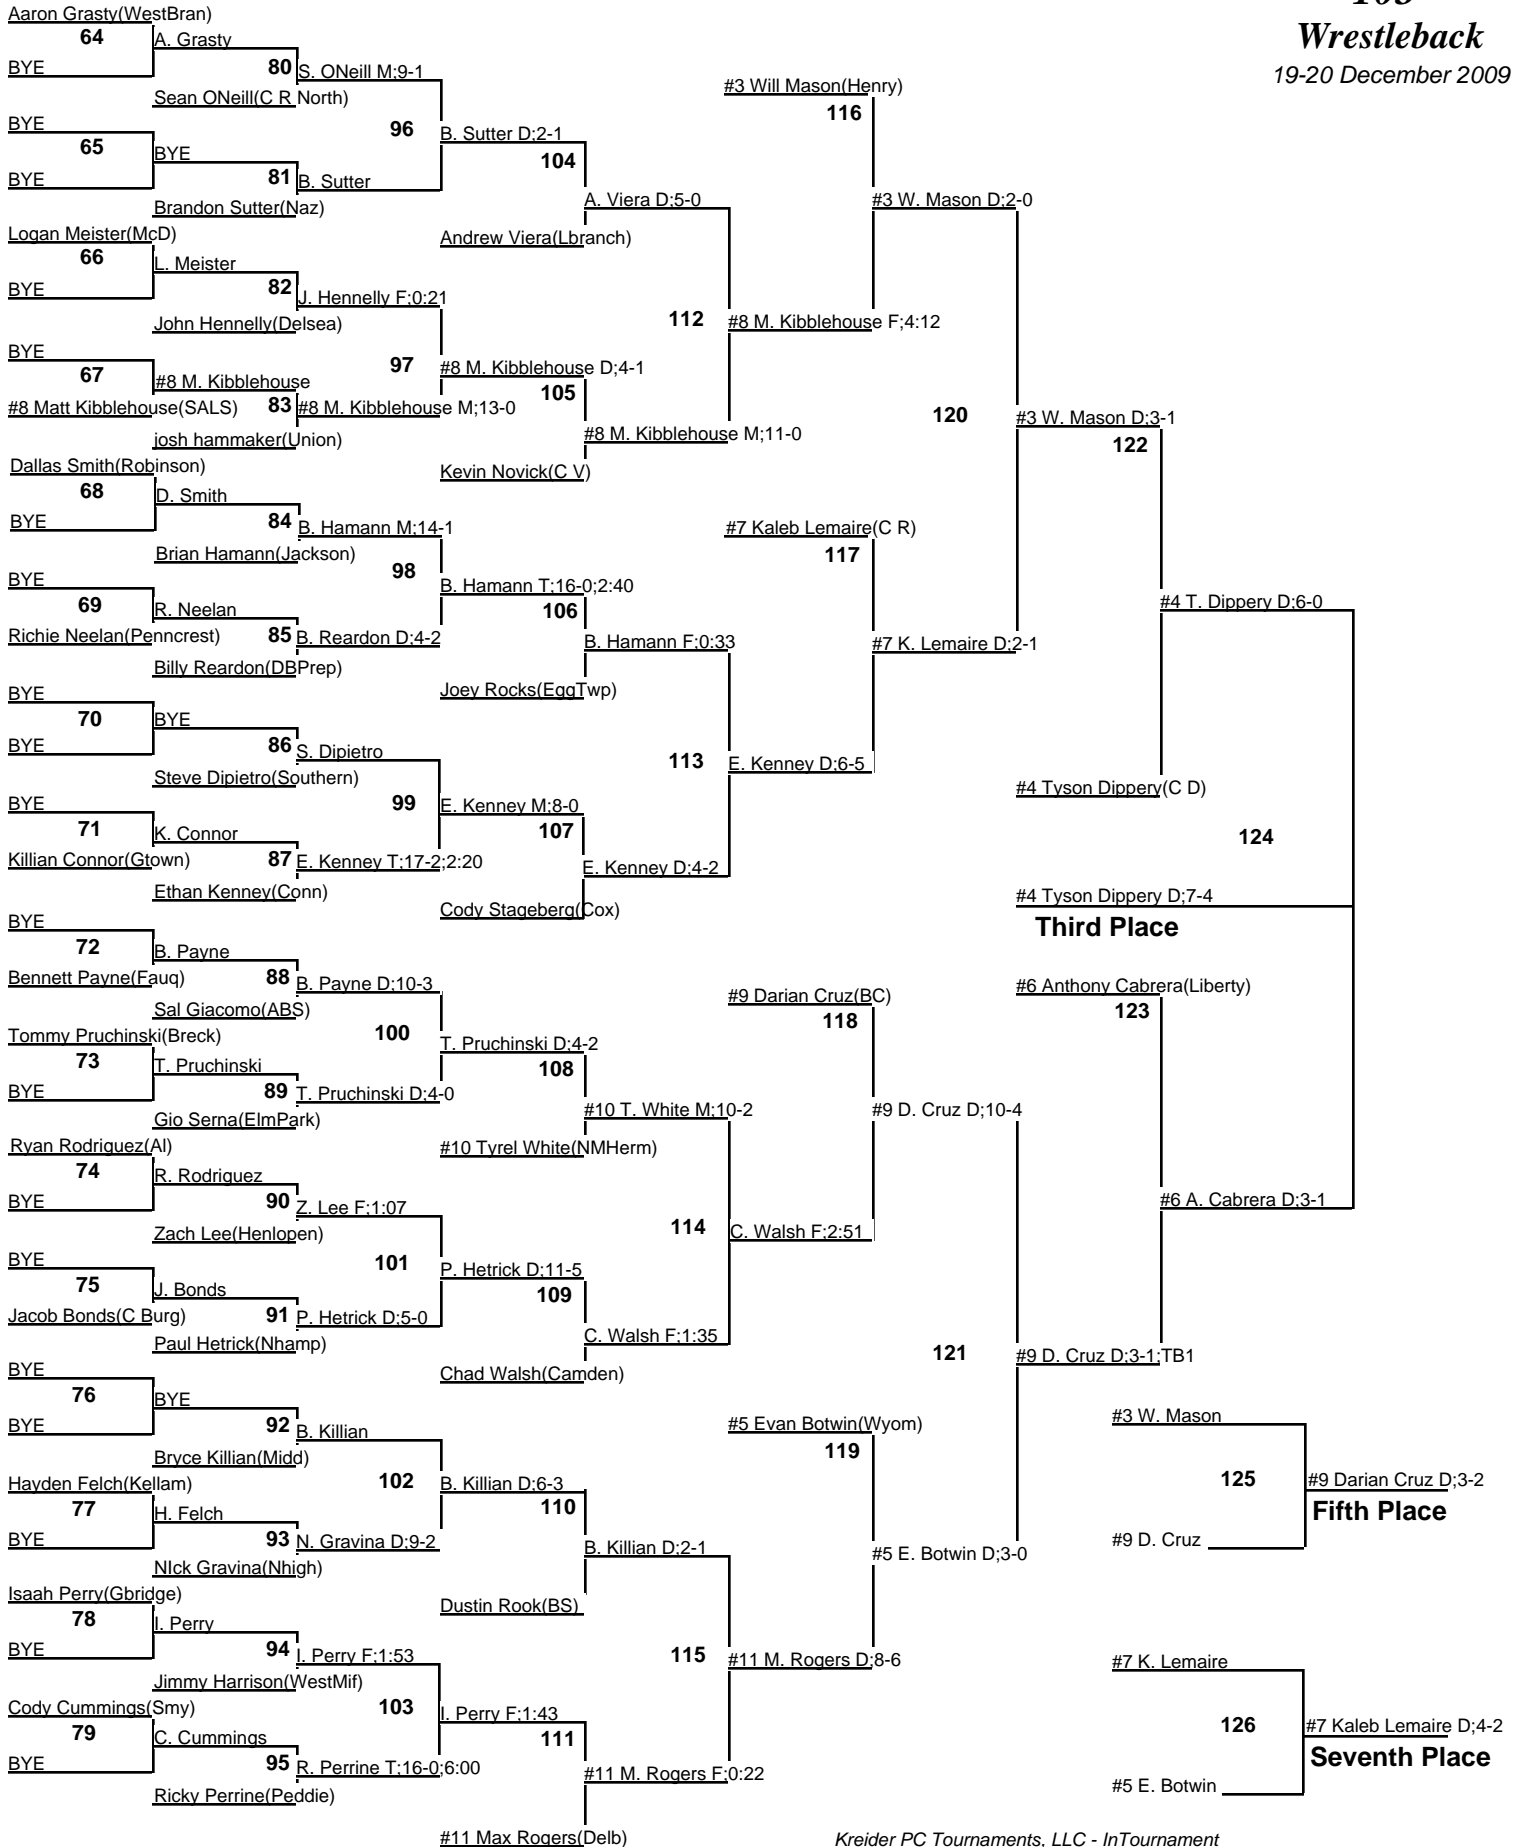 103
Wrestleback
19-20 December 2009
Aaron Grasty(WestBran)
64
A. Grasty
BYE
80
S. ONeill M;9-1
Sean ONeill(C R North)
#3 Will Mason(Henry)
116
BYE
96
B. Sutter D;2-1
65
BYE
104
BYE
81
B. Sutter
A. Viera D;5-0
#3 W. Mason D;2-0
Brandon Sutter(Naz)
Logan Meister(McD)
Andrew Viera(Lbranch)
66
L. Meister
BYE
82
J. Hennelly F;0:21
John Hennelly(Delsea)
112
#8 M. Kibblehouse F;4:12
BYE
97
#8 M. Kibblehouse D;4-1
67
#8 M. Kibblehouse
105
#8 Matt Kibblehouse(SALS)
83
#8 M. Kibblehouse M;13-0
120
#3 W. Mason D;3-1
josh hammaker(Union)
#8 M. Kibblehouse M;11-0
122
Dallas Smith(Robinson)
Kevin Novick(C V)
68
D. Smith
BYE
84
B. Hamann M;14-1
#7 Kaleb Lemaire(C R)
Brian Hamann(Jackson)
117
BYE
98
B. Hamann T;16-0;2:40
69
R. Neelan
106
#4 T. Dippery D;6-0
Richie Neelan(Penncrest)
85
B. Reardon D;4-2
B. Hamann F;0:33
#7 K. Lemaire D;2-1
Billy Reardon(DBPrep)
BYE
Joey Rocks(EggTwp)
70
BYE
BYE
86
S. Dipietro
113
E. Kenney D;6-5
Steve Dipietro(Southern)
#4 Tyson Dippery(C D)
BYE
99
E. Kenney M;8-0
71
K. Connor
107
124
Killian Connor(Gtown)
87
E. Kenney T;17-2;2:20
E. Kenney D;4-2
Ethan Kenney(Conn)
#4 Tyson Dippery D;7-4
BYE
Cody Stageberg(Cox)
Third Place
72
B. Payne
Bennett Payne(Fauq)
88
B. Payne D;10-3
#9 Darian Cruz(BC)
#6 Anthony Cabrera(Liberty)
Sal Giacomo(ABS)
118
123
Tommy Pruchinski(Breck)
100
T. Pruchinski D;4-2
73
T. Pruchinski
108
BYE
89
T. Pruchinski D;4-0
#10 T. White M;10-2
#9 D. Cruz D;10-4
Gio Serna(ElmPark)
Ryan Rodriguez(Al)
#10 Tyrel White(NMHerm)
74
R. Rodriguez
BYE
90
Z. Lee F;1:07
#6 A. Cabrera D;3-1
Zach Lee(Henlopen)
114
C. Walsh F;2:51
BYE
101
P. Hetrick D;11-5
75
J. Bonds
109
Jacob Bonds(C Burg)
91
P. Hetrick D;5-0
C. Walsh F;1:35
Paul Hetrick(Nhamp)
121
#9 D. Cruz D;3-1;TB1
BYE
Chad Walsh(Camden)
76
BYE
BYE
92
B. Killian
#5 Evan Botwin(Wyom)
#3 W. Mason
Bryce Killian(Midd)
119
Hayden Felch(Kellam)
102
B. Killian D;6-3
125
#9 Darian Cruz D;3-2
77
H. Felch
110
Fifth Place
BYE
93
N. Gravina D;9-2
B. Killian D;2-1
#5 E. Botwin D;3-0
#9 D. Cruz
NIck Gravina(Nhigh)
Isaah Perry(Gbridge)
Dustin Rook(BS)
78
I. Perry
BYE
94
I. Perry F;1:53
115
#11 M. Rogers D;8-6
#7 K. Lemaire
Jimmy Harrison(WestMif)
Cody Cummings(Smy)
103
I. Perry F;1:43
79
C. Cummings
111
126
#7 Kaleb Lemaire D;4-2
BYE
95
R. Perrine T;16-0;6:00
#11 M. Rogers F;0:22
Seventh Place
Ricky Perrine(Peddie)
#5 E. Botwin
#11 Max Rogers(Delb)
Kreider PC Tournaments, LLC - InTournament